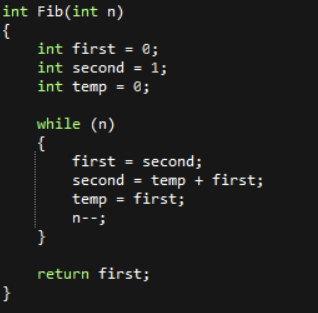 int Fib(int n)
{
    int first = 0;
    int second = 1;
    int temp = 0;

    while (n)
    {
        first = second;
        second = temp + first;
        temp = first;
        n--;
    }

    return first;
}